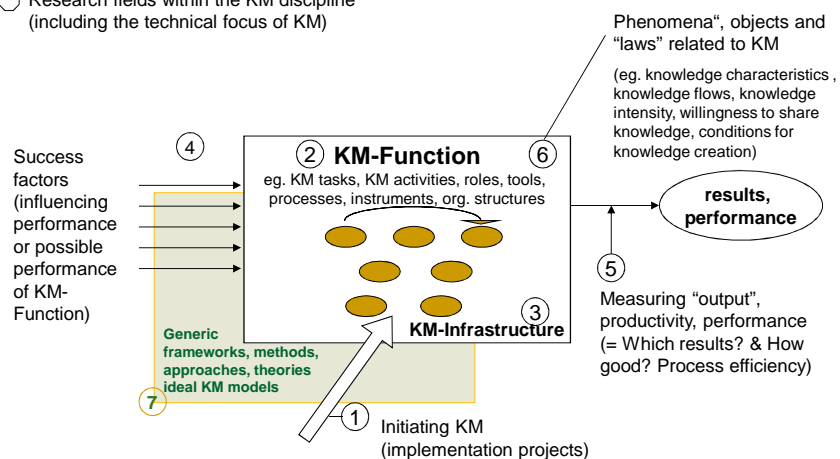 Research fields within the KM discipline
(including the technical focus of KM)
Phenomena“, objects and
“laws” related to KM
(eg. knowledge characteristics ,
knowledge flows, knowledge
intensity, willingness to share
knowledge, conditions for
knowledge creation)
4
Success
factors
(influencing
performance
or possible
performance
of KM-
Function)
2
KM-Function
6
eg. KM tasks, KM activities, roles, tools,
processes, instruments, org. structures
results,
performance
5
Measuring “output”,
productivity, performance
(= Which results? & How
good? Process efficiency)
3
KM-Infrastructure
Generic
frameworks, methods,
approaches, theories
ideal KM models
7
1
Initiating KM
(implementation projects)